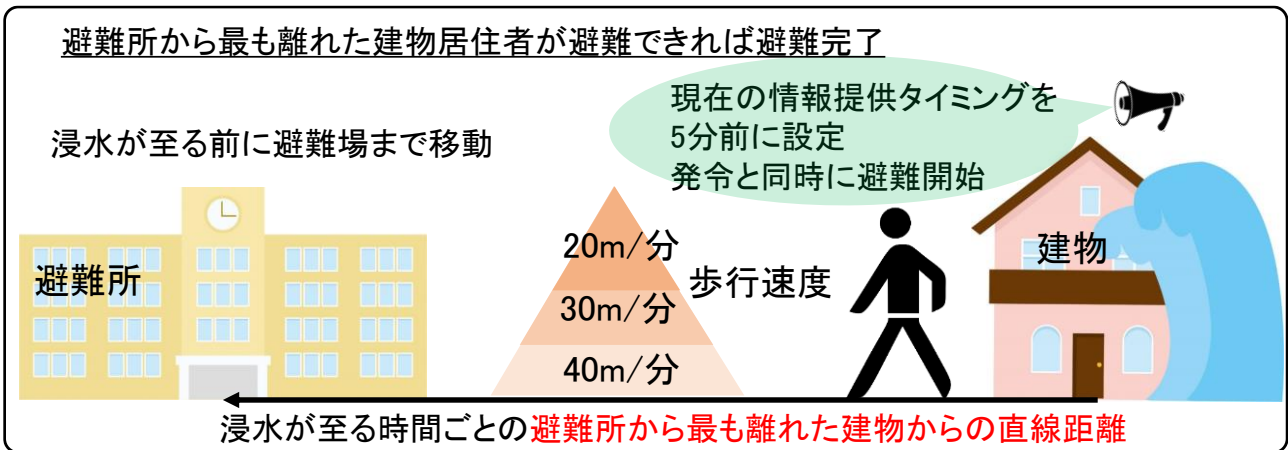 避難所から最も離れた建物居住者が避難できれば避難完了
現在の情報提供タイミングを
5分前に設定
発令と同時に避難開始
浸水が至る前に避難場まで移動
避難所
20m/分
30m/分
40m/分
歩行速度
建物
浸水が至る時間ごとの避難所から最も離れた建物からの直線距離